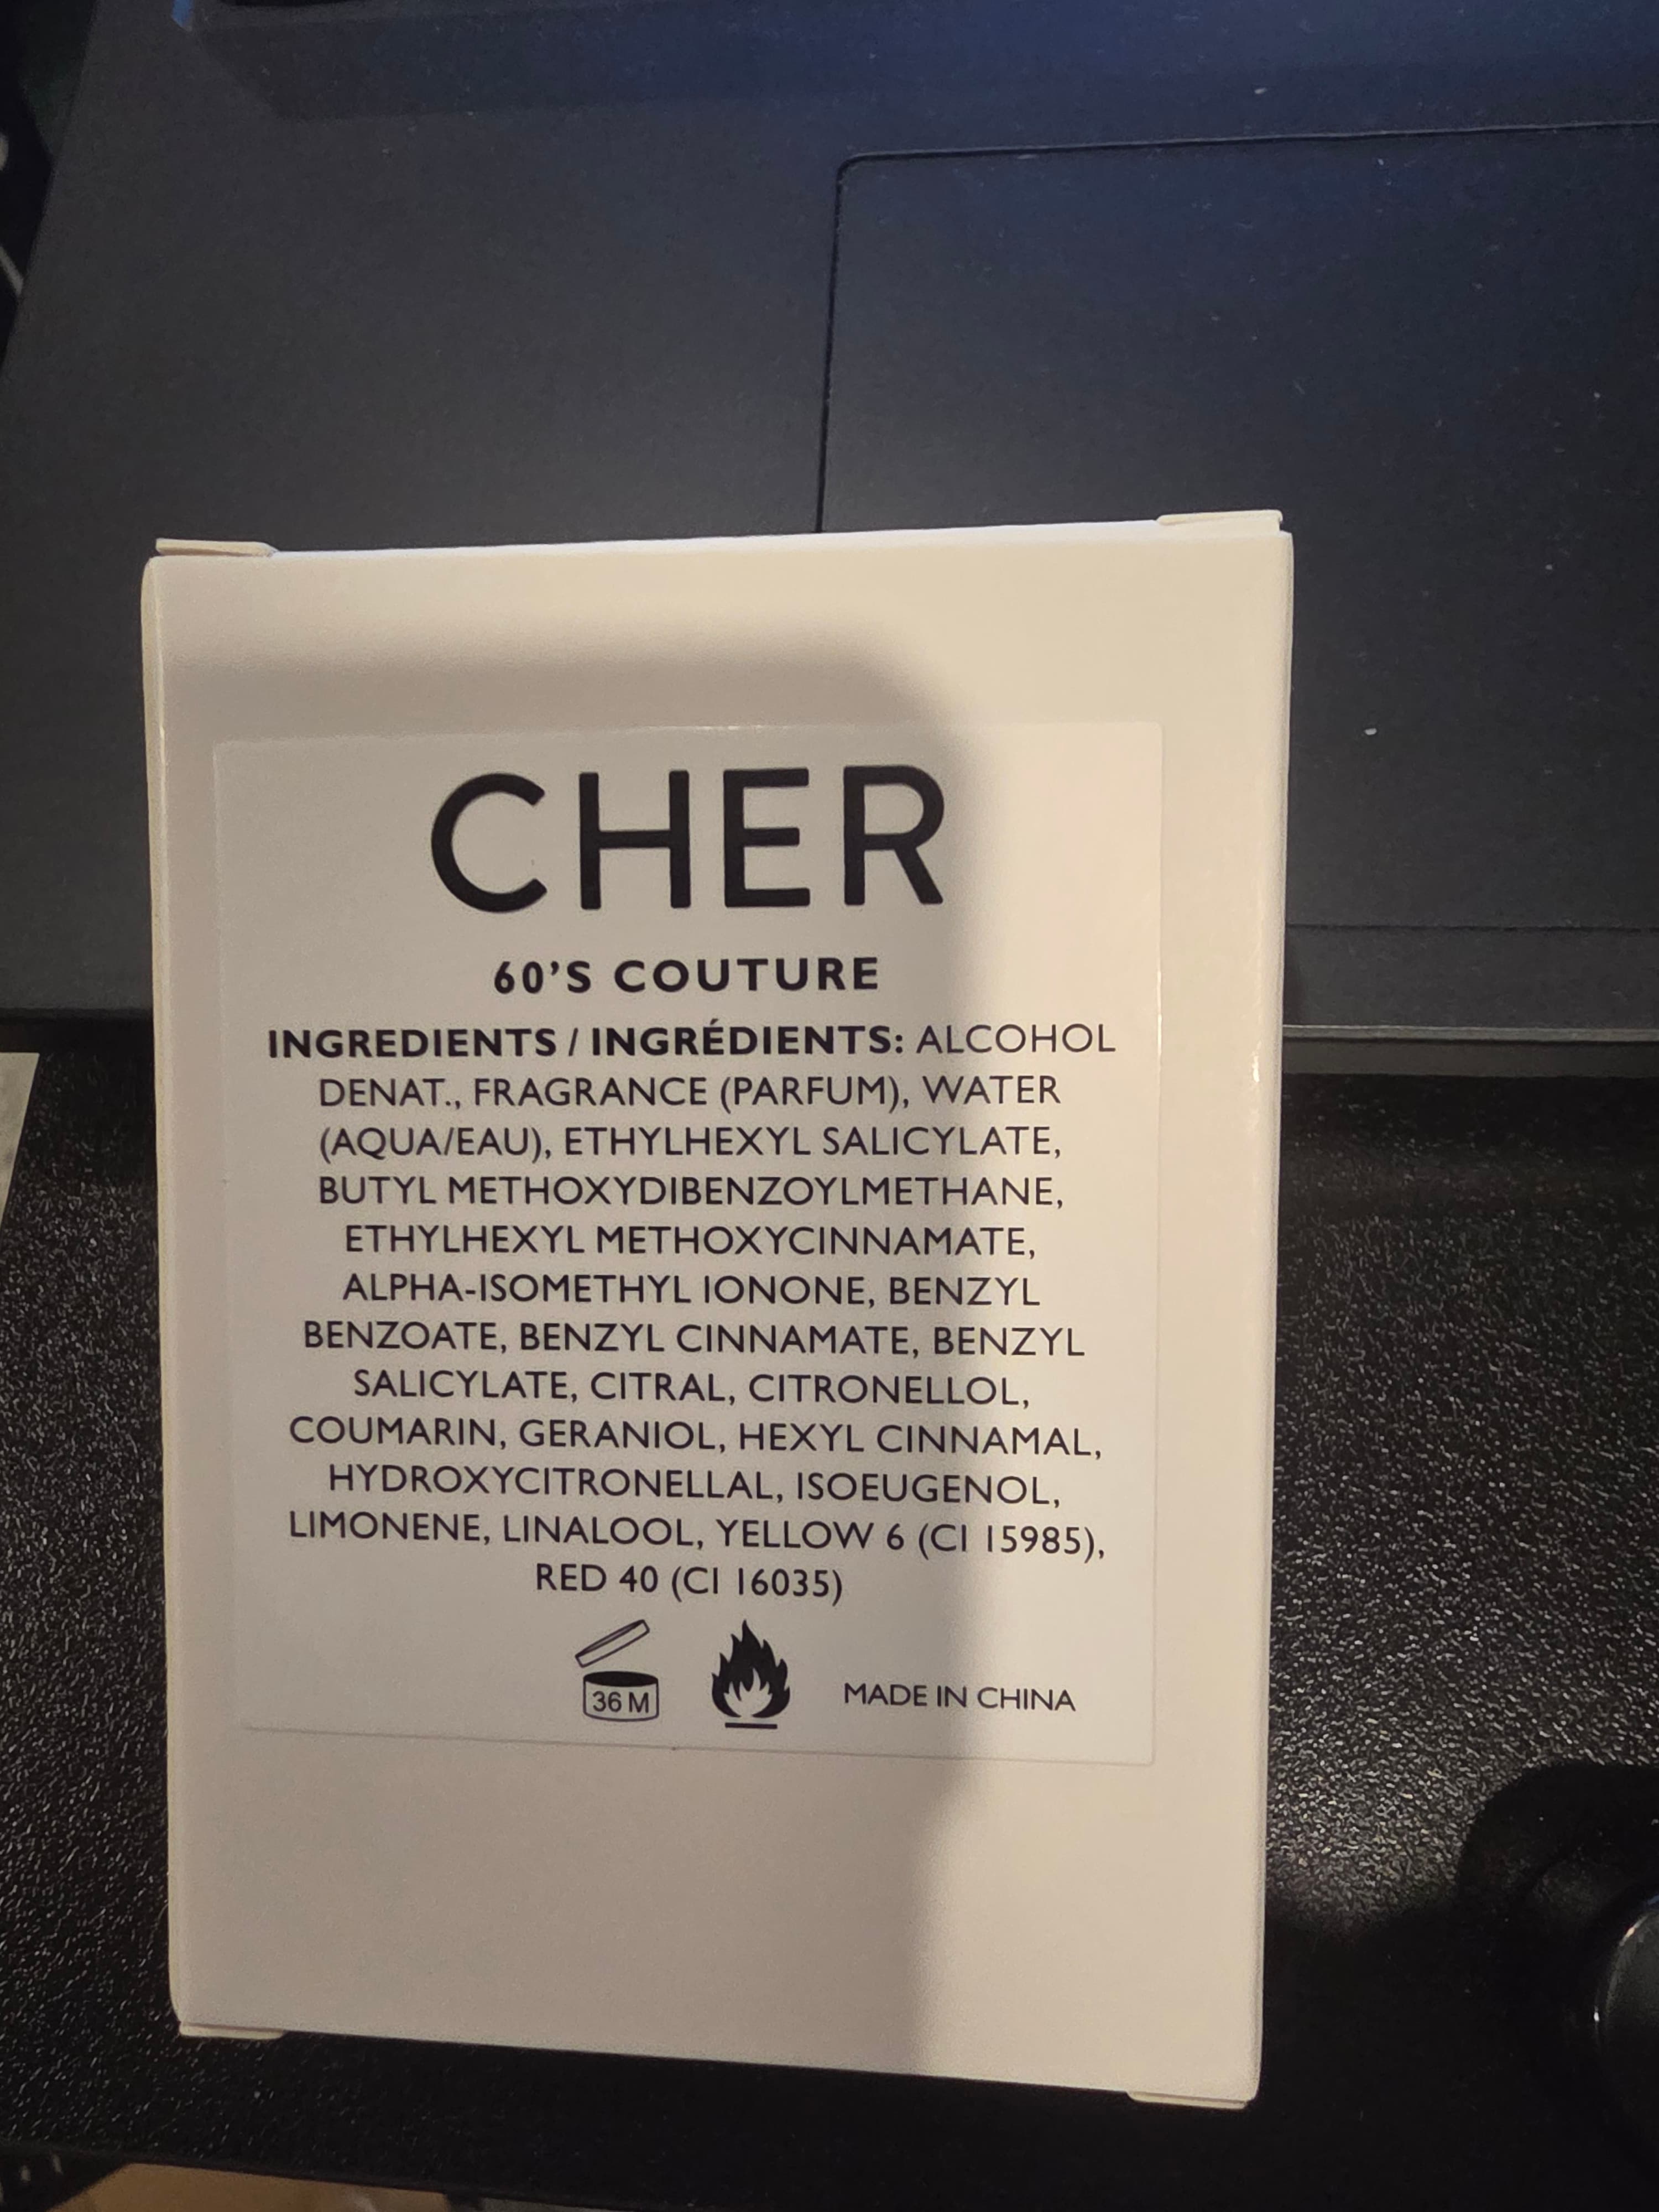 CHER
60'S COUTURE
INGREDIENTS / INGRÉDIENTS: ALCOHOL
DENAT., FRAGRANCE (PARFUM), WATER
(AQUA/EAU), ETHYLHEXYL SALICYLATE,
BUTYL METHOXYDIBENZOYLMETHANE,
ETHYLHEXYL METHOXYCINNAMATE,
ALPHA-ISOMETHYL IONONE, BENZYL
BENZOATE, BENZYL CINNAMATE, BENZYL
SALICYLATE, CITRAL, CITRONELLOL,
COUMARIN, GERANIOL, HEXYL CINNAMAL,
HYDROXYCITRONELLAL, ISOEUGENOL,
LIMONENE, LINALOOL, YELLOW 6 (CI 15985),
RED 40 (CI 16035)
36 M
MADE IN CHINA